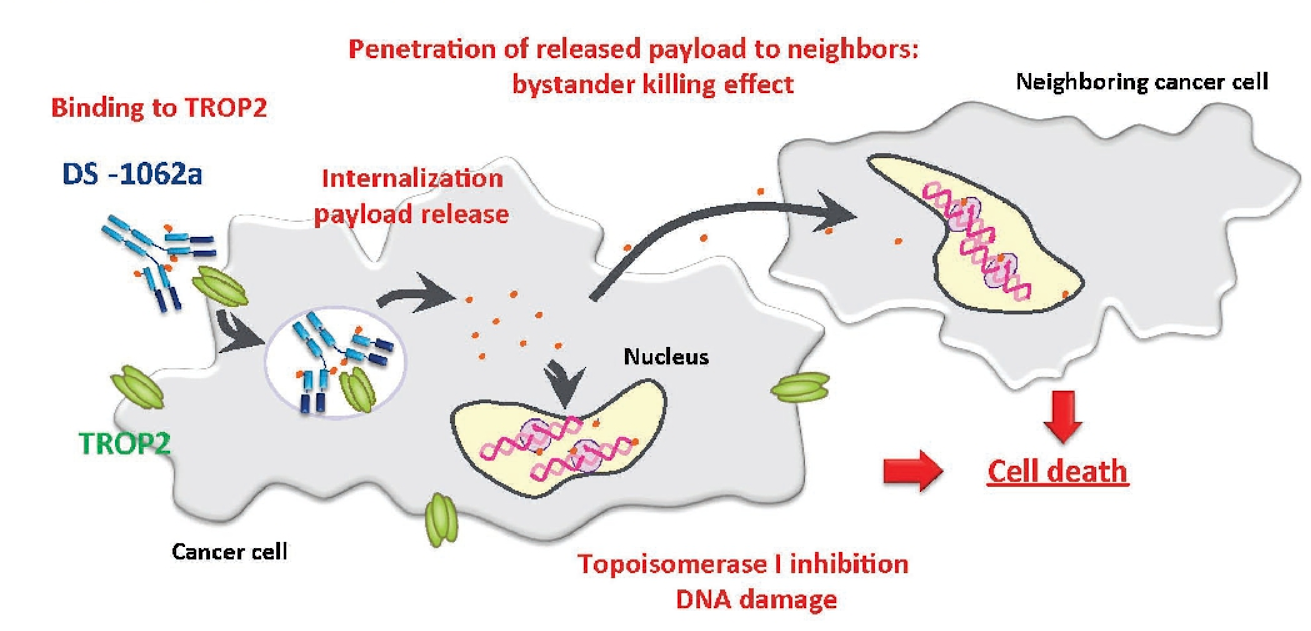 Penetration of released payload to neighbors:
bystander killing effect
Neighboring cancer cell
Binding to TROP2
DS -1062a
Internalization
payload release
Nucleus
TROP2
Cell death
Cancer cell
Topoisomerase I inhibition
DNA damage